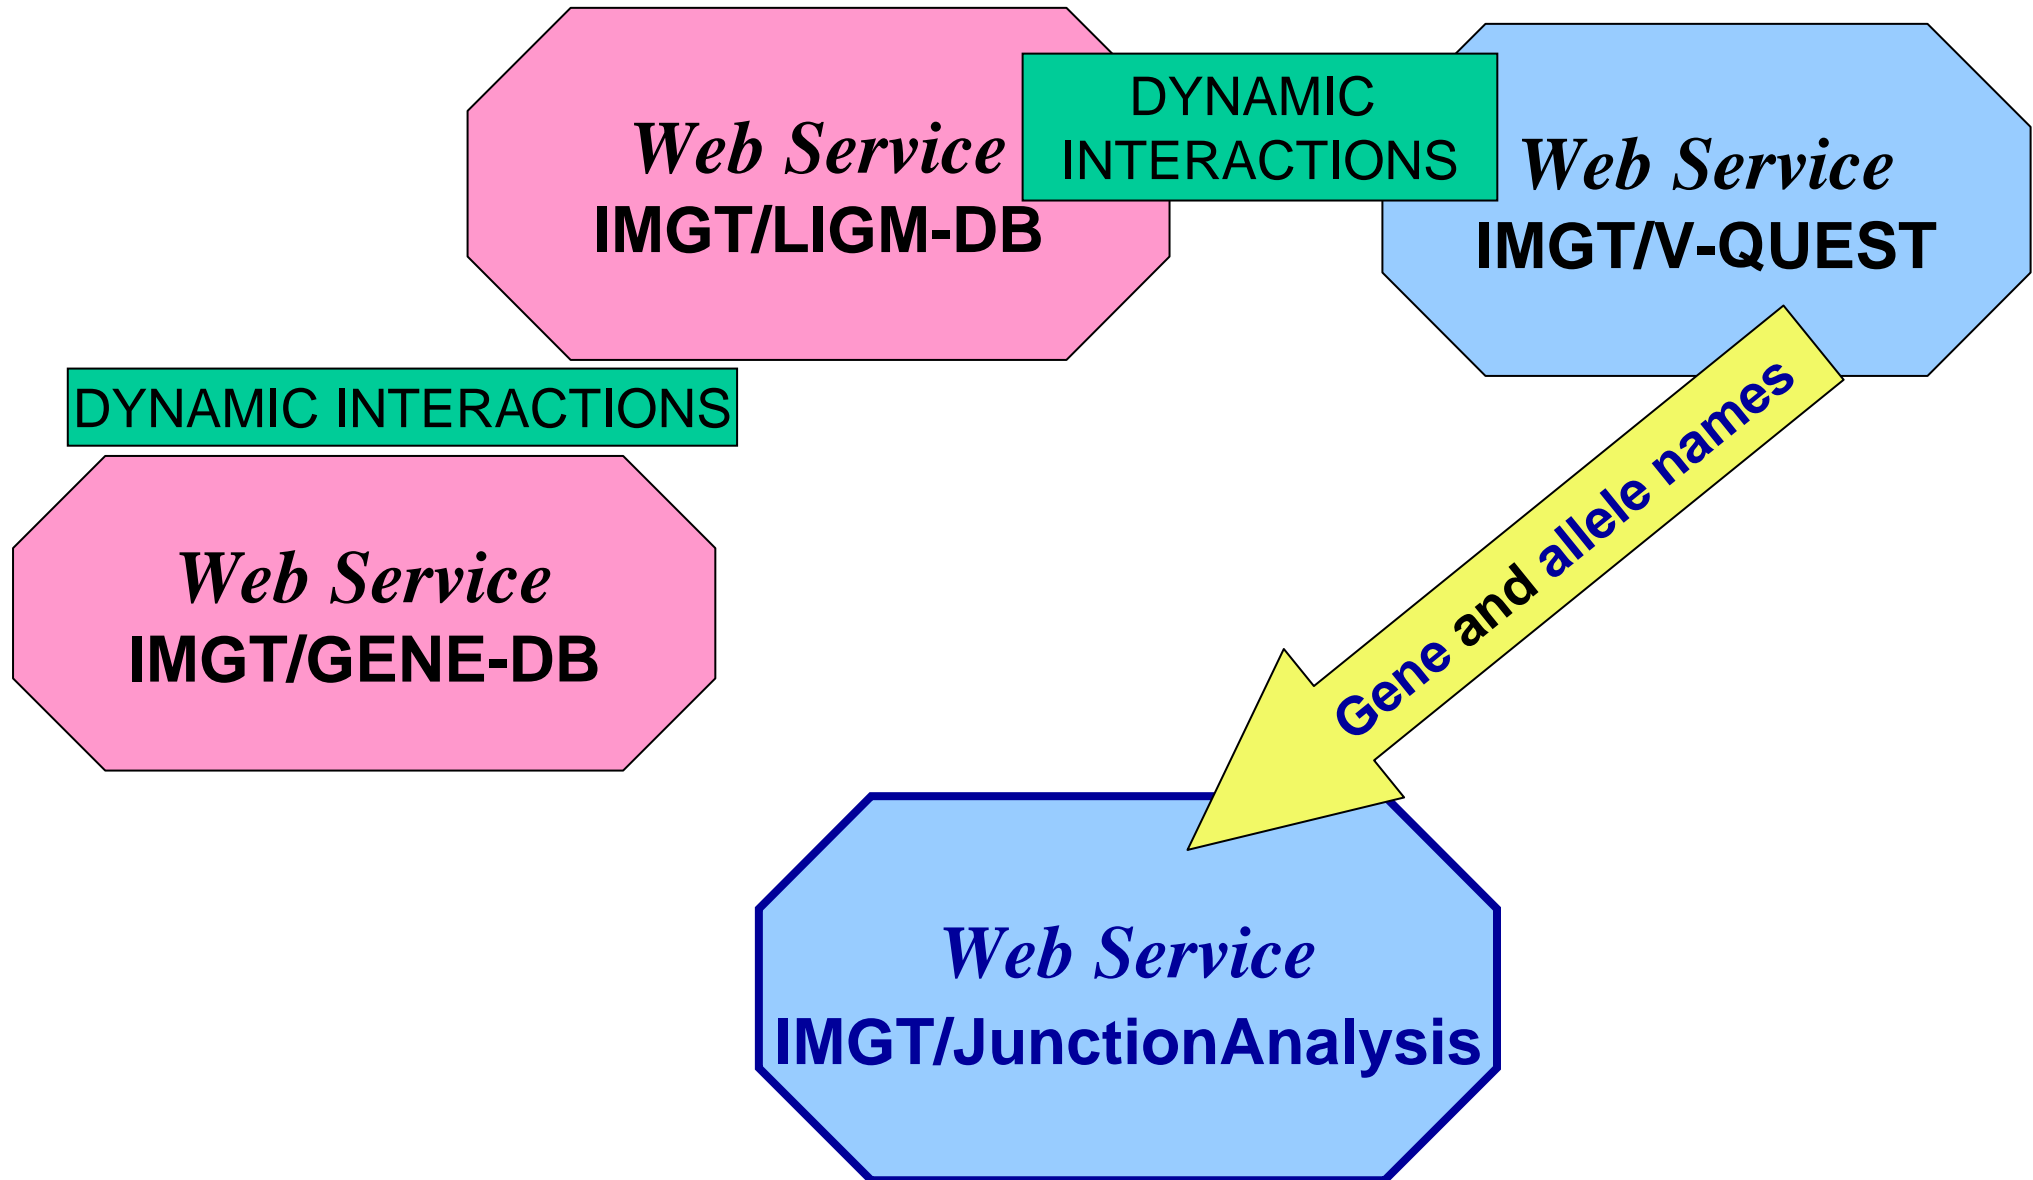 Web Service
IMGT/LIGM-DB
DYNAMIC
INTERACTIONS
Web Service
IMGT/V-QUEST
DYNAMIC INTERACTIONS
Web Service
IMGT/GENE-DB
Gene and allele names
Web Service
IMGT/JunctionAnalysis